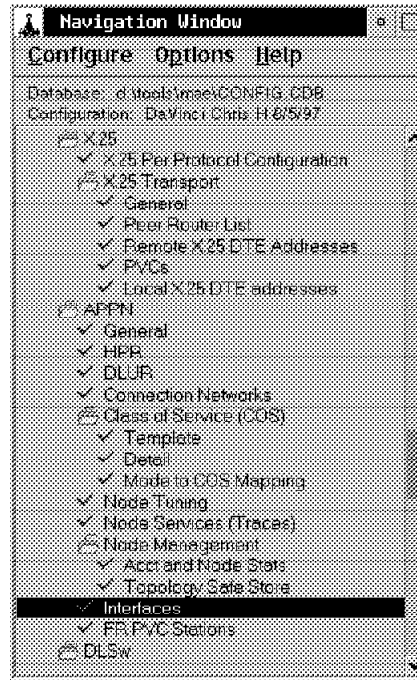 Navigation Window
Configure Options Help
Database: d:\tools\mae\CONFIG.CDB
Configuration: DaVinci Chris H 8/5/97
X.25
X.25 Per Protocol Configuration
X.25 Transport
General
Peer Router List
Remote X.25 DTE Addresses
PVCs
Local X.25 DTE addresses
APPN
General
HPR
DLUR
Connection Networks
Class of Service (COS)
Template
Detail
Mode to COS Mapping
Node Tuning
Node Services (Traces)
Node Management
Acct and Node Stats
Topology Safe Store
Interfaces
FR PVC Stations
DLSw